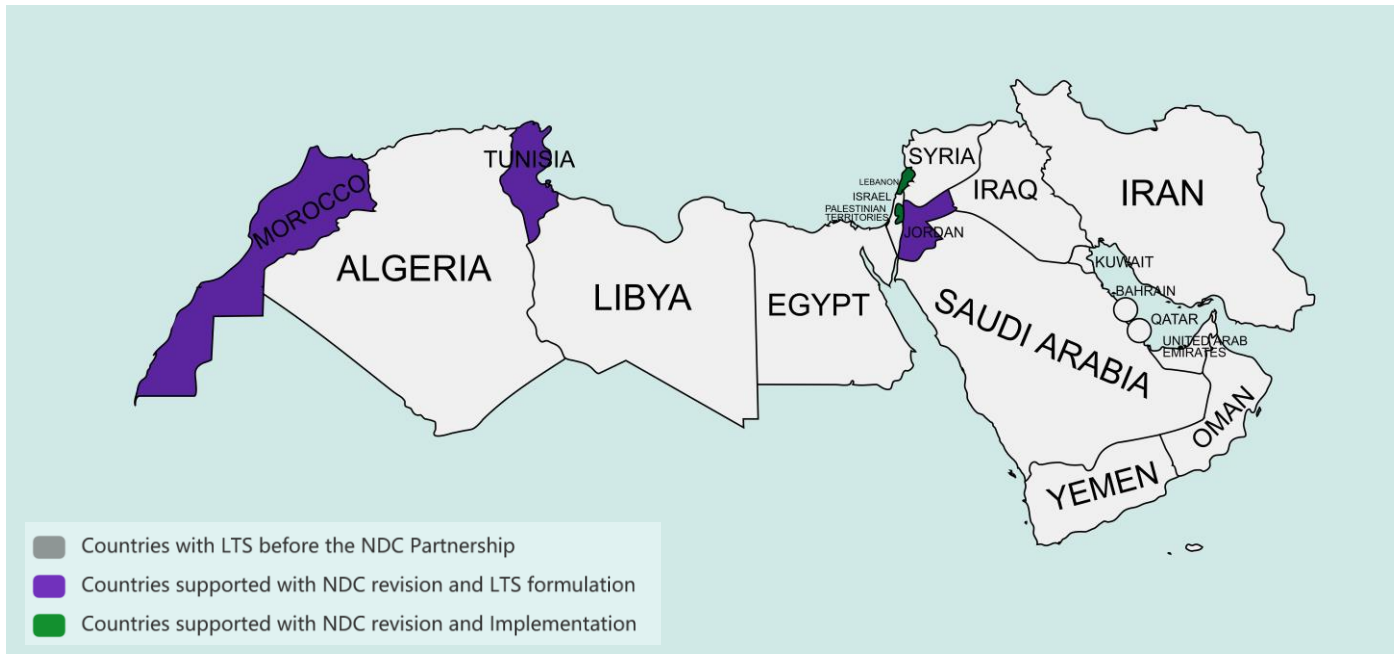 TUNISIA
SYRIA
MOROCCO
LEBANON
IRAQ
IRAN
ISRAEL
PALESTINIAN
TERRITORIES
JORDAN
ALGERIA
KUWAIT
LIBYA
EGYPT
BAHRAIN
SAUDI ARABIA
QATAR
UNITED ARAB
EMIRATES
OMAN
YEMEN
Countries with LTS before the NDC Partnership
Countries supported with NDC revision and LTS formulation
Countries supported with NDC revision and Implementation